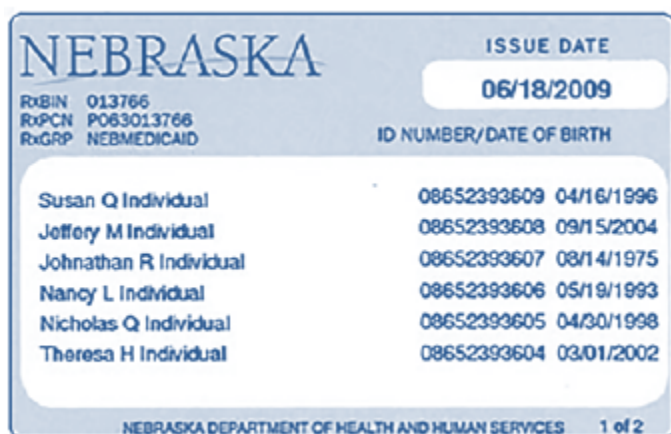 NEBRASKA
ISSUE DATE
06/18/2009
RxBIN 013766
RxPCN P063013766
RxGRP NEBMEDICAID
ID NUMBER/DATE OF BIRTH
Susan Q Individual 08652393609 04/16/1996
Jeffery M Individual 08652393608 09/15/2004
Johnathan R Individual 08652393607 08/14/1975
Nancy L Individual 08652393606 05/19/1993
Nicholas Q Individual 08652393605 04/30/1998
Theresa H Individual 08652393604 03/01/2002
NEBRASKA DEPARTMENT OF HEALTH AND HUMAN SERVICES 1 of 2